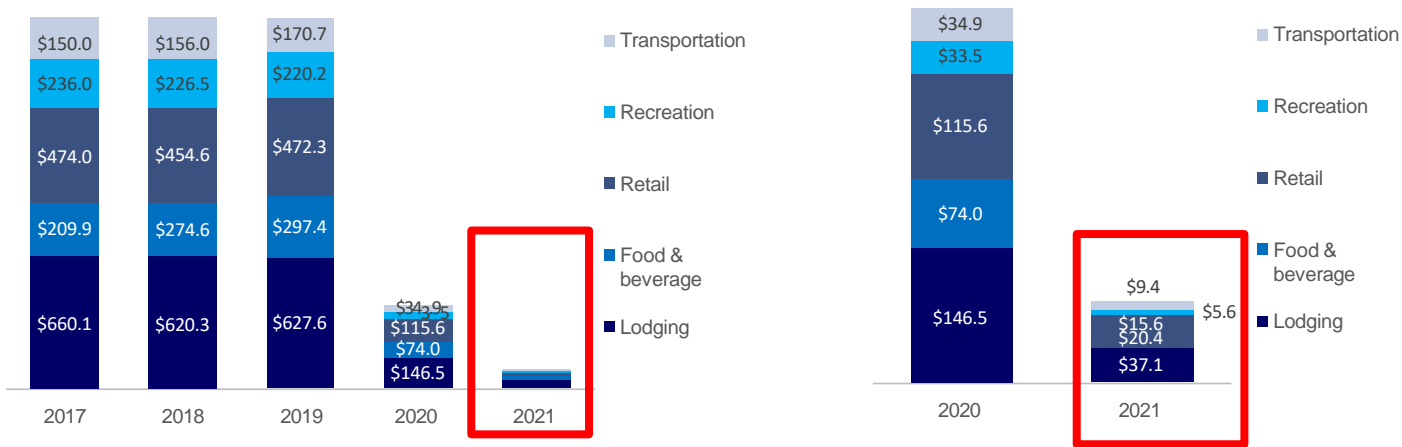 $150.0 $156.0 $170.7
$236.0 $226.5 $220.2
$474.0 $454.6 $472.3
$209.9 $274.6 $297.4
$660.1 $620.3 $627.6
$34.9
$115.6
$74.0
$146.5
2017 2018 2019 2020 2021
Transportation
Recreation
Retail
Food &
beverage
Lodging
$34.9
$33.5
$115.6
$74.0
$146.5
$9.4
$5.6
$15.6
$20.4
$37.1
2020 2021
Transportation
Recreation
Retail
Food &
beverage
Lodging